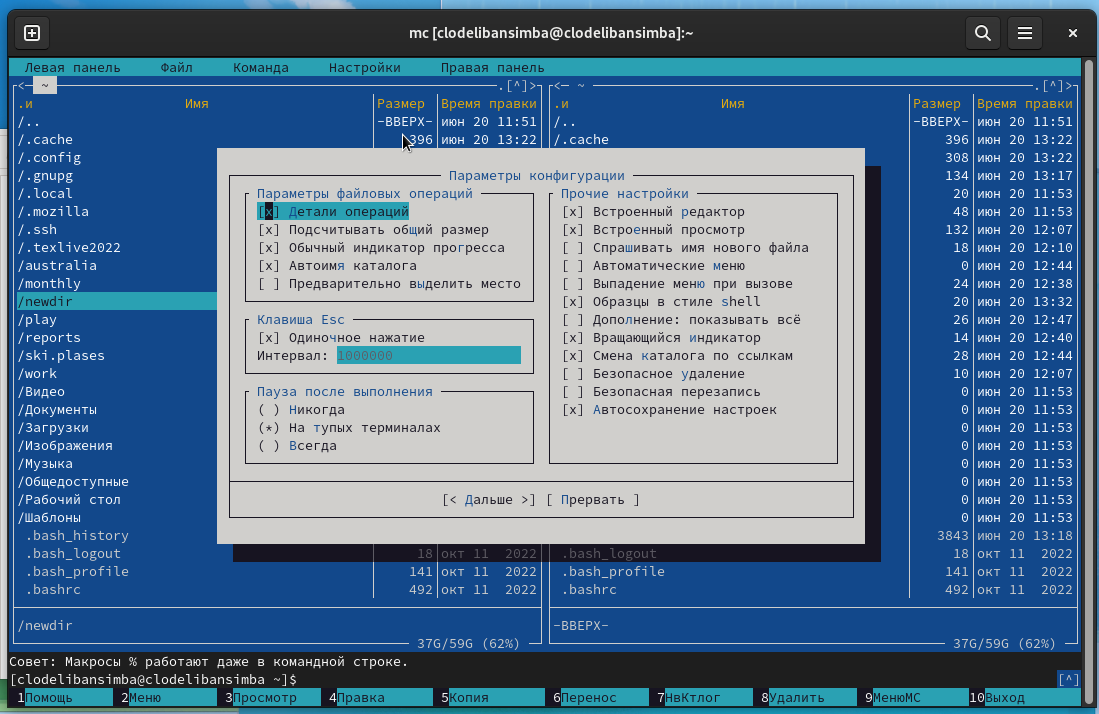 mc [clodelibansimba@clodelibansimba]:~
Левая панель Файл Команда Настройки Правая панель
<─ ~ .[^]> <─ ~ .[^]>
.и Имя Размер Время правки .и Имя Размер Время правки
/.. -ВВЕРХ- июн 20 11:51 /.. -ВВЕРХ- июн 20 11:51
/.cache 396 июн 20 13:22 /.cache 396 июн 20 13:22
/.config 308 июн 20 13:22
/.gnupg Параметры конфигурации 134 июн 20 13:17
/.local Параметры файловых операций Прочие настройки 20 июн 20 11:53
/.mozilla [x] Детали операций [x] Встроенный редактор 48 июн 20 11:53
/.ssh [x] Подсчитывать общий размер [x] Встроенный просмотр 132 июн 20 12:07
/.texlive2022 [x] Обычный индикатор прогресса [ ] Спрашивать имя нового файла 18 июн 20 12:10
/australia [x] Автоимя каталога [ ] Автоматические меню 0 июн 20 12:44
/monthly [ ] Предварительно выделить место [ ] Выпадение меню при вызове 24 июн 20 12:38
/newdir [x] Образцы в стиле shell 20 июн 20 13:32
/play Клавиша Esc [ ] Дополнение: показывать всё 26 июн 20 12:47
/reports [x] Одиночное нажатие [x] Вращающийся индикатор 14 июн 20 12:40
/ski.plases Интервал: 1000000 [x] Смена каталога по ссылкам 28 июн 20 12:44
/work [ ] Безопасное удаление 10 июн 20 12:07
/Видео Пауза после выполнения [ ] Безопасная перезапись 0 июн 20 11:53
/Документы ( ) Никогда [x] Автосохранение настроек 0 июн 20 11:53
/Загрузки (*) На тупых терминалах 0 июн 20 11:53
/Изображения ( ) Всегда 0 июн 20 11:53
/Музыка 0 июн 20 11:53
/Общедоступные 0 июн 20 11:53
/Рабочий стол [< Дальше >] [ Прервать ] 0 июн 20 11:53
/Шаблоны 0 июн 20 11:53
.bash_history 3843 июн 20 13:18
.bash_logout 18 окт 11 2022 .bash_logout 18 окт 11 2022
.bash_profile 141 окт 11 2022 .bash_profile 141 окт 11 2022
.bashrc 492 окт 11 2022 .bashrc 492 окт 11 2022
/newdir -ВВЕРХ-
37G/59G (62%) 37G/59G (62%)
Совет: Макросы % работают даже в командной строке.
[clodelibansimba@clodelibansimba ~]$ [^]
1Помощь 2Меню 3Просмотр 4Правка 5Копия 6Перенос 7НвКтлог 8Удалить 9МенюMC 10Выход